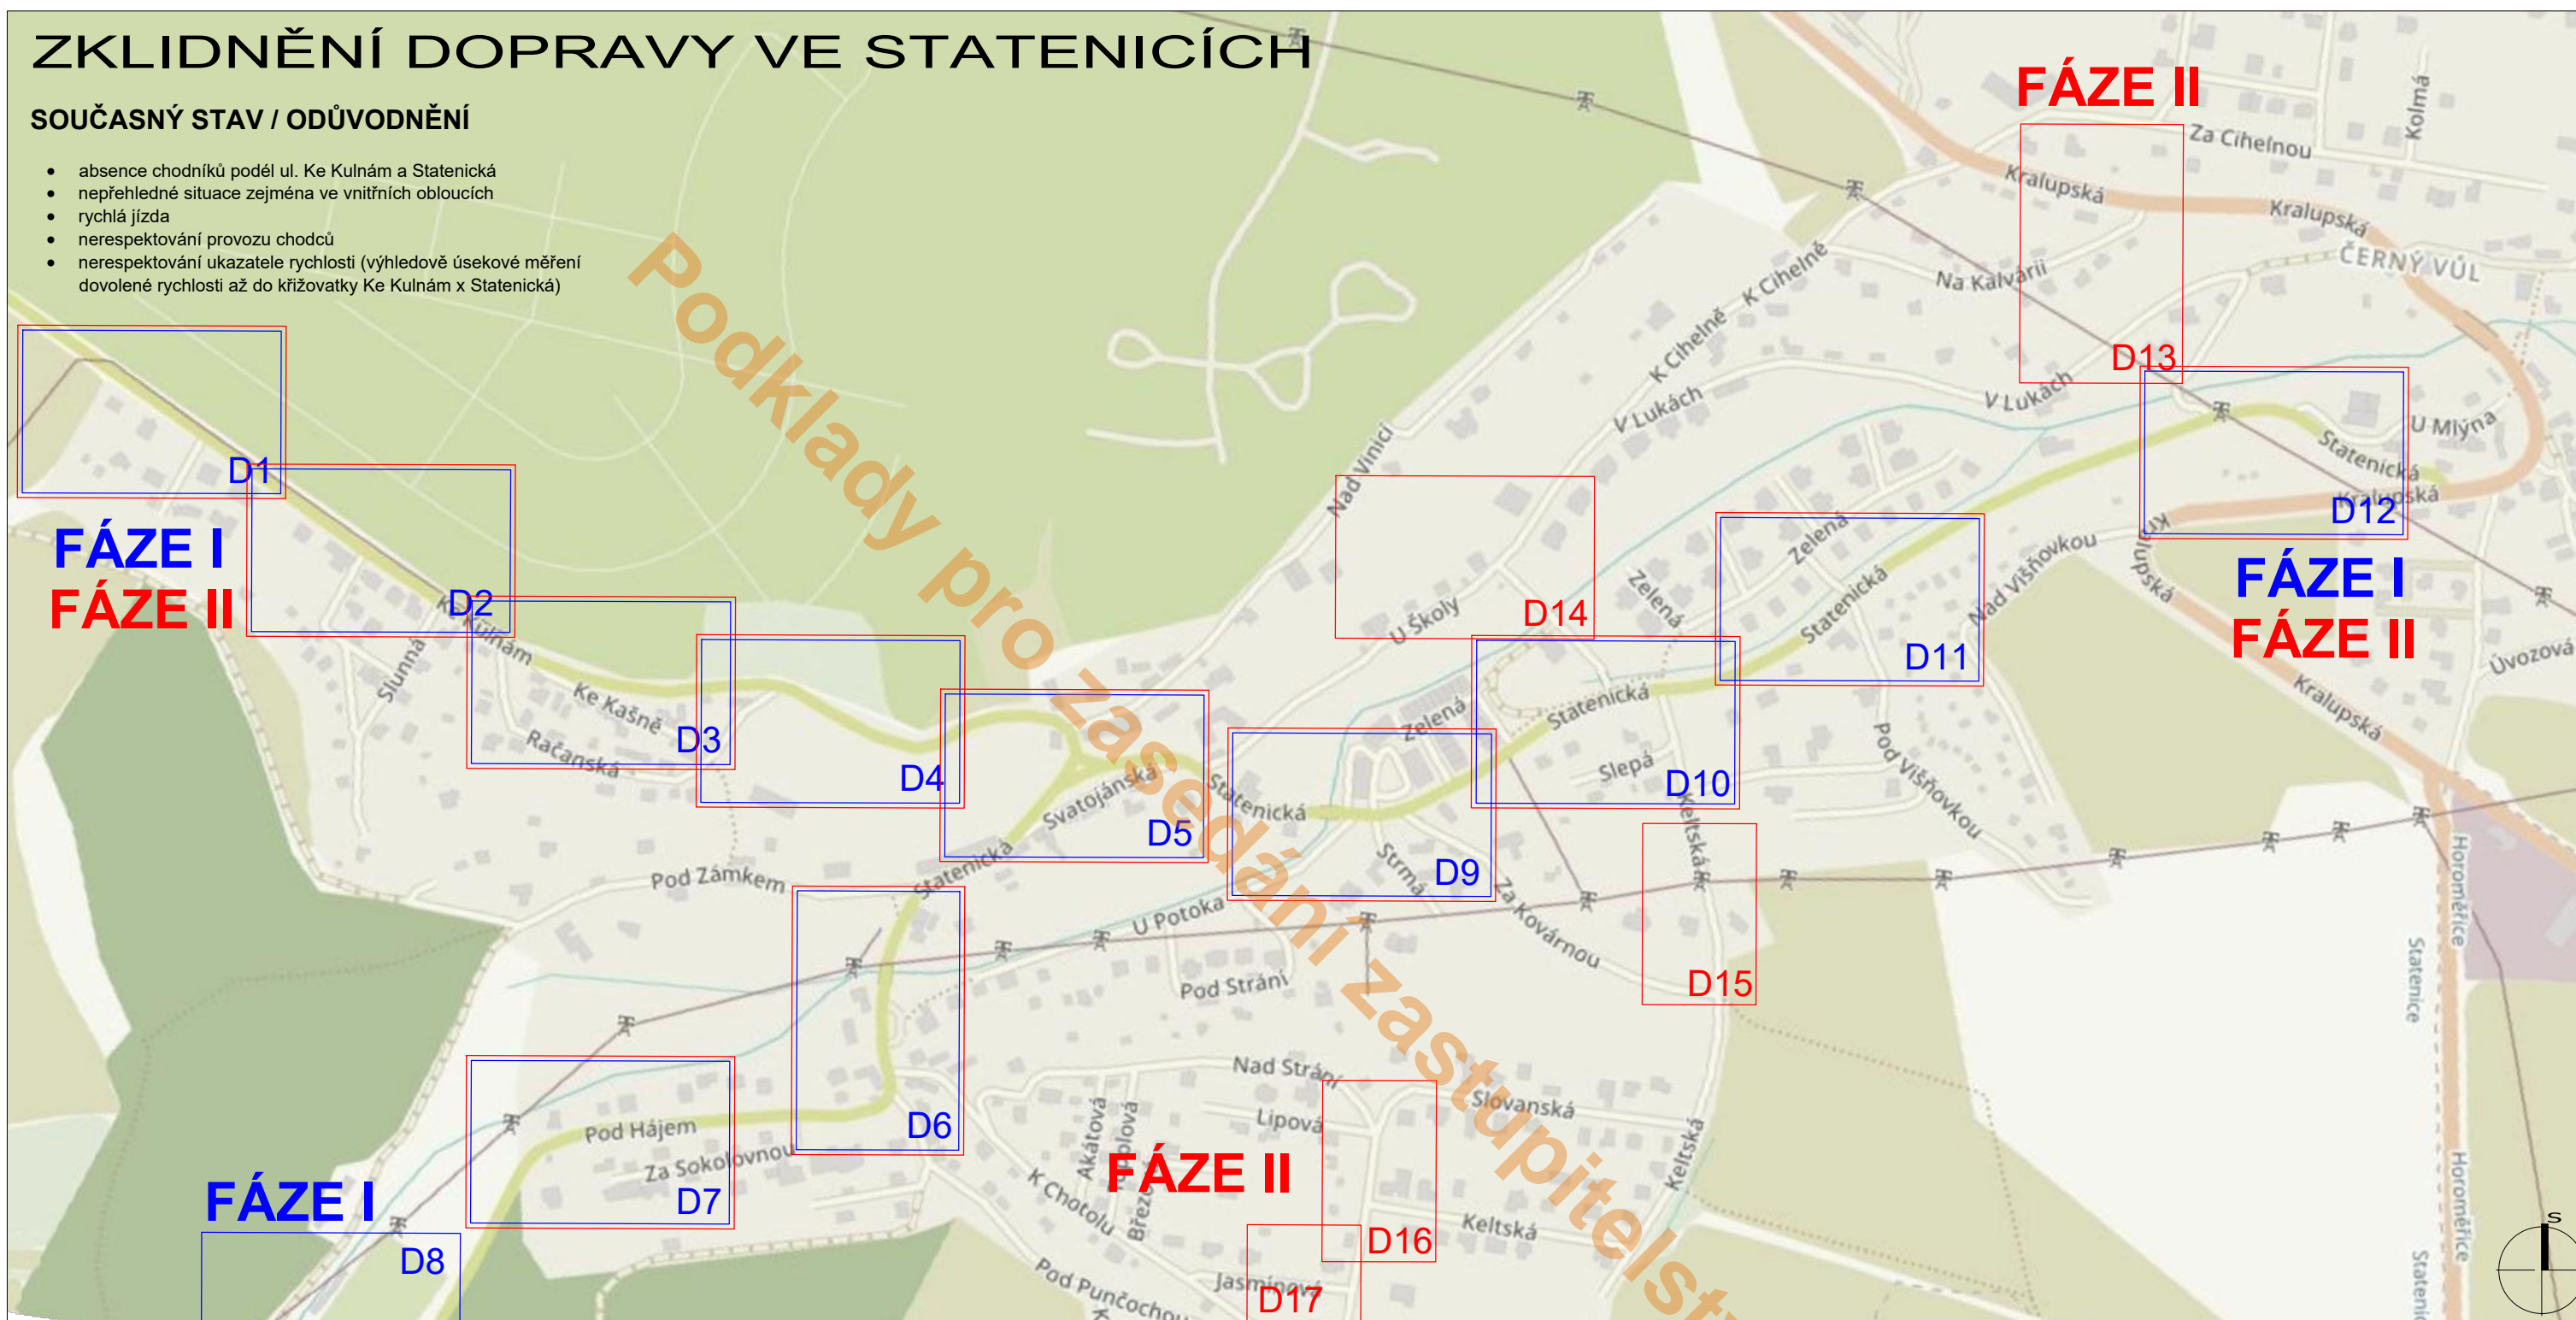 ZKLIDNĚNÍ DOPRAVY VE STATENICÍCH
SOUČASNÝ STAV / ODŮVODNĚNÍ
• absence chodníků podél ul. Ke Kulnám a Statenická
• nepřehledné situace zejména ve vnitřních obloucích
• rychlá jízda
• nerespektování provozu chodců
• nerespektování ukazatele rychlosti (výhledově úsekové měření
dovolené rychlosti až do křižovatky Ke Kulnám x Statenická)
FÁZE II
Za Cihelnou
Kolmá
Kralupská
Kralupská
ČERNÝ VŮL
Na Kalvárii
K Cihelně
K Cihelně
D13
V Lukách
V Lukách
U Mlýna
Statenická
Kralupská
D12
Kralupská
FÁZE I
FÁZE II
D1
FÁZE I
FÁZE II
D2
Ke Kulnám
Slunná
Ke Kašně
Račanská
D3
D4
Nad Vinicí
U Školy
D14
Zelená
Zelená
Zelená
Statenická
D11
Nad Višňovkou
Úvozová
Kralupská
Statenická
Slepá
D10
Pod Višňovkou
Keltská
Svatojánská
D5
Statenická
Statenická
Strmá
D9
Za Kovárnou
D15
Pod Zámkem
U Potoka
Pod Strání
Horoměřice
Statenice
Nad Strání
Lipová
Slovanská
Keltská
Akátová
Topolová
Březová
K Chotolu
D6
Pod Hájem
Za Sokolovnou
D7
FÁZE I
D8
FÁZE II
D16
Keltská
Jasmínová
D17
Pod Punčochou
Horoměřice
S
Podklady pro zasedání